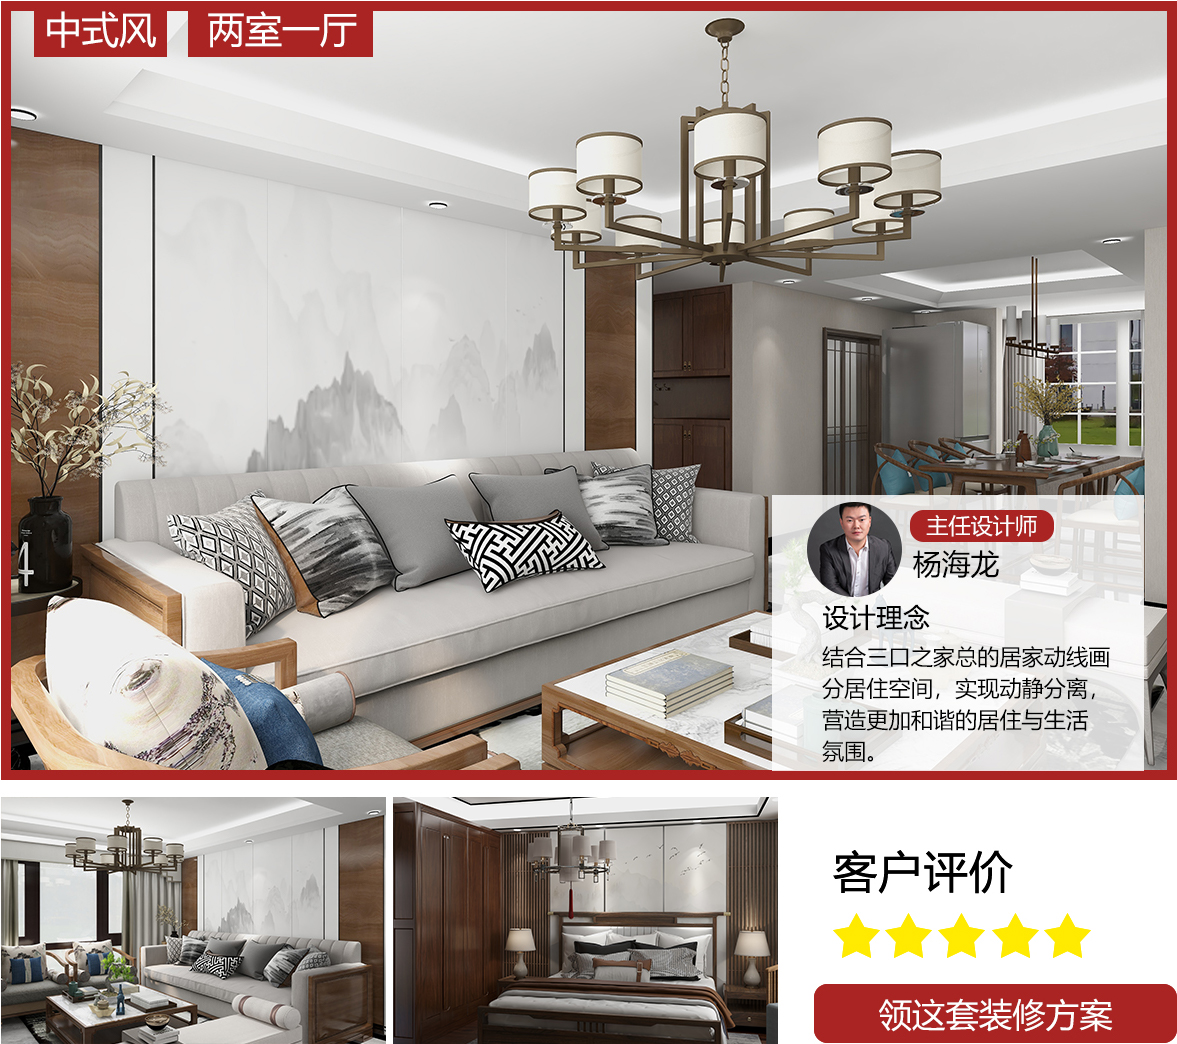 中式风
两室一厅
主任设计师
杨海龙
设计理念
结合三口之家总的居家动线画
分居住空间，实现动静分离，
营造更加和谐的居住与生活
氛围。
客户评价
领这套装修方案